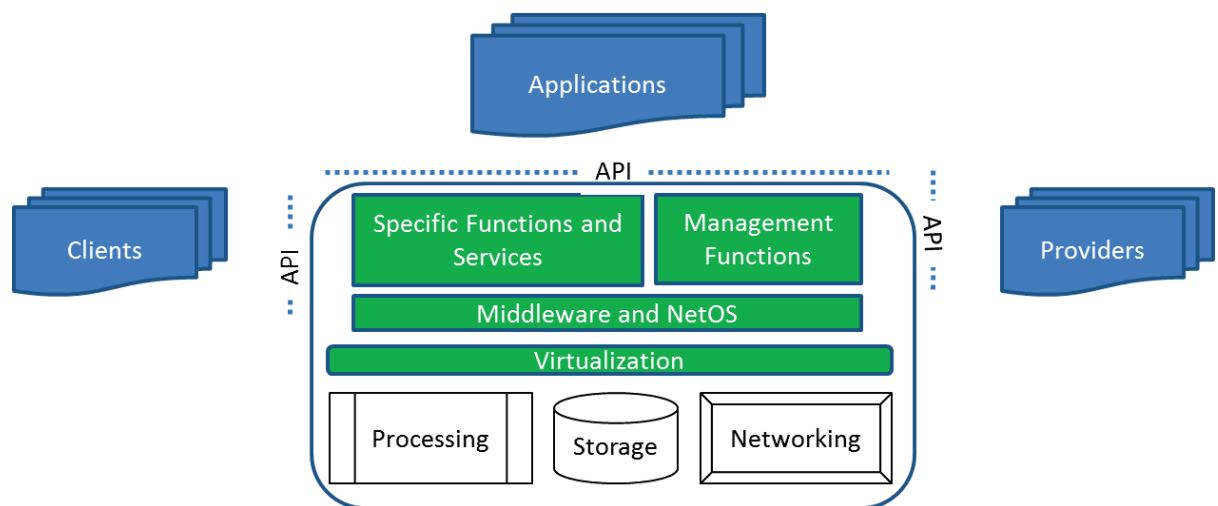 Applications
API
Clients
API
Specific Functions and
Services
Management
Functions
API
Providers
Middleware and NetOS
Virtualization
Processing
Storage
Networking